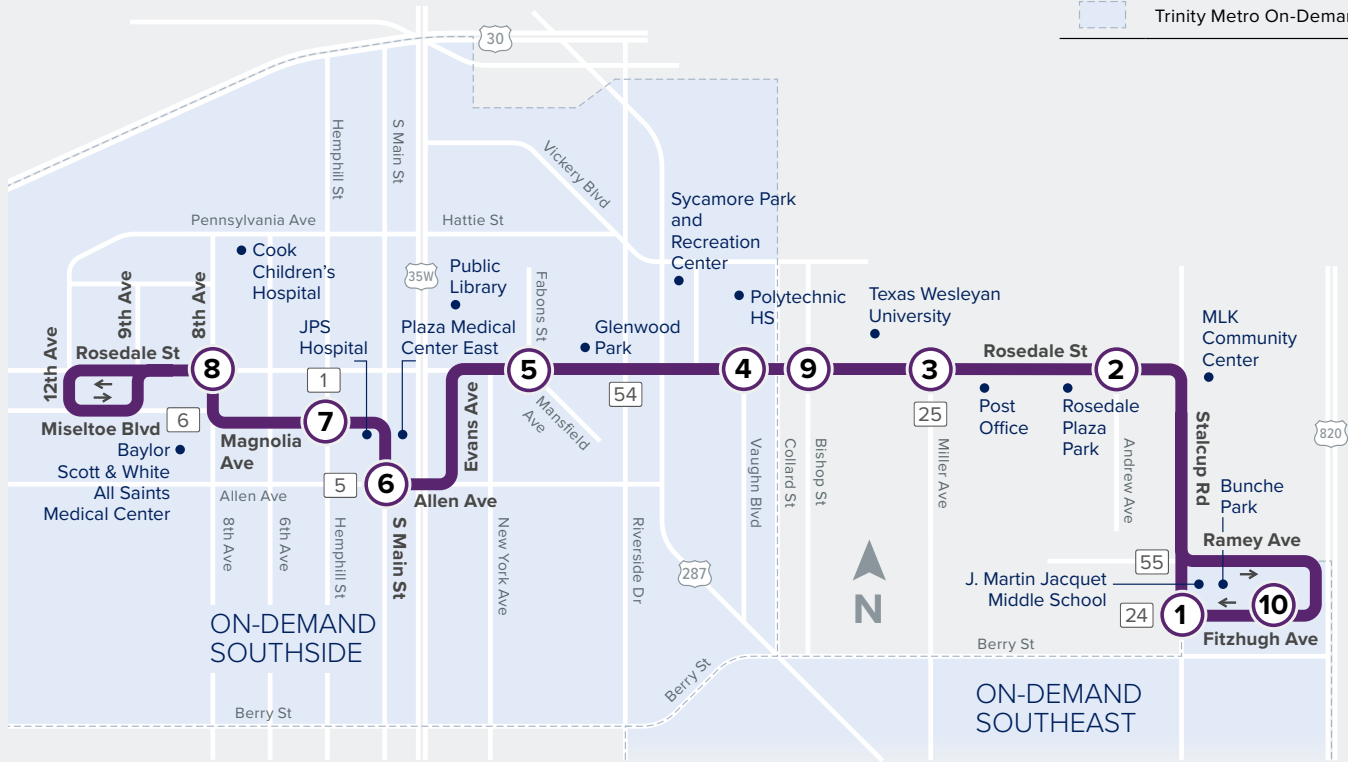 Trinity Metro On-Deman
30
Hemphill St
S Main St
Vickery Blvd
Pennsylvania Ave
Hattie St
Sycamore Park
and
Recreation
Center
Cook
Children's
Hospital
35W
Public
Library
Fabons St
Polytechnic
HS
Texas Wesleyan
University
MLK
Community
Center
12th Ave
9th Ave
8th Ave
Rosedale St
JPS
Hospital
Plaza Medical
Center East
Glenwood
Park
Rosedale St
8
5
4
9
3
2
1
54
25
6
7
Miseltoe Blvd
Magnolia
Ave
Evans Ave
Mansfield
Ave
Post
Office
Rosedale
Plaza
Park
Stalcup Rd
820
Baylor
Scott & White
All Saints
Medical Center
Allen Ave
5
6
Allen Ave
Vaughn Blvd
Collard St
Bishop St
Miller Ave
Andrew Ave
Bunche
Park
8th Ave
6th Ave
Hemphill St
S Main St
New York Ave
Riverside Dr
287
N
Ramey Ave
55
J. Martin Jacquet
Middle School
24
1
10
Fitzhugh Ave
ON-DEMAND
SOUTHSIDE
Berry St
Berry St
Berry St
ON-DEMAND
SOUTHEAST